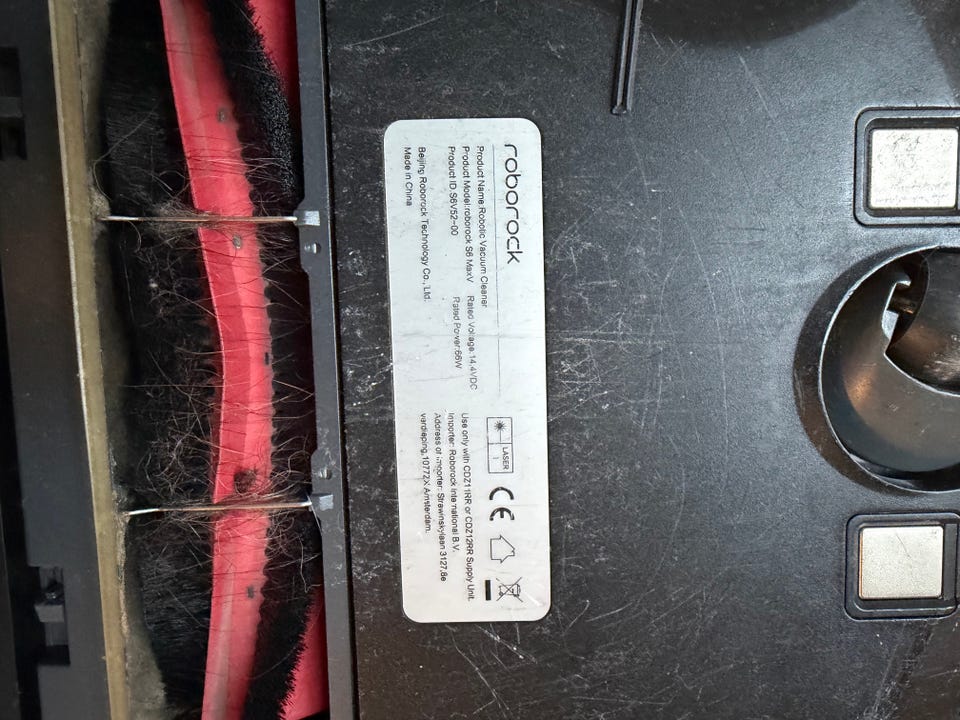 roborock
Product Name:Robotic Vacuum Cleaner
Product Model:roborock S6 MaxV Rated Voltage:14.4VDC
Product ID:S6V52-00 Rated Power:66W
Beijing Roborock Technology Co., Ltd.
Made in China
LASER
1
CE
Use only with CDZ11RR or CDZ12RR Supply Unit.
Importer: Roborock International B.V.
Address of importer: Strawinskylaan 3127,8e
verdieping,1077ZX Amsterdam.